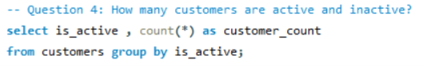 -- Question 4: How many customers are active and inactive?
select is_active , count(*) as customer_count
from customers group by is_active;